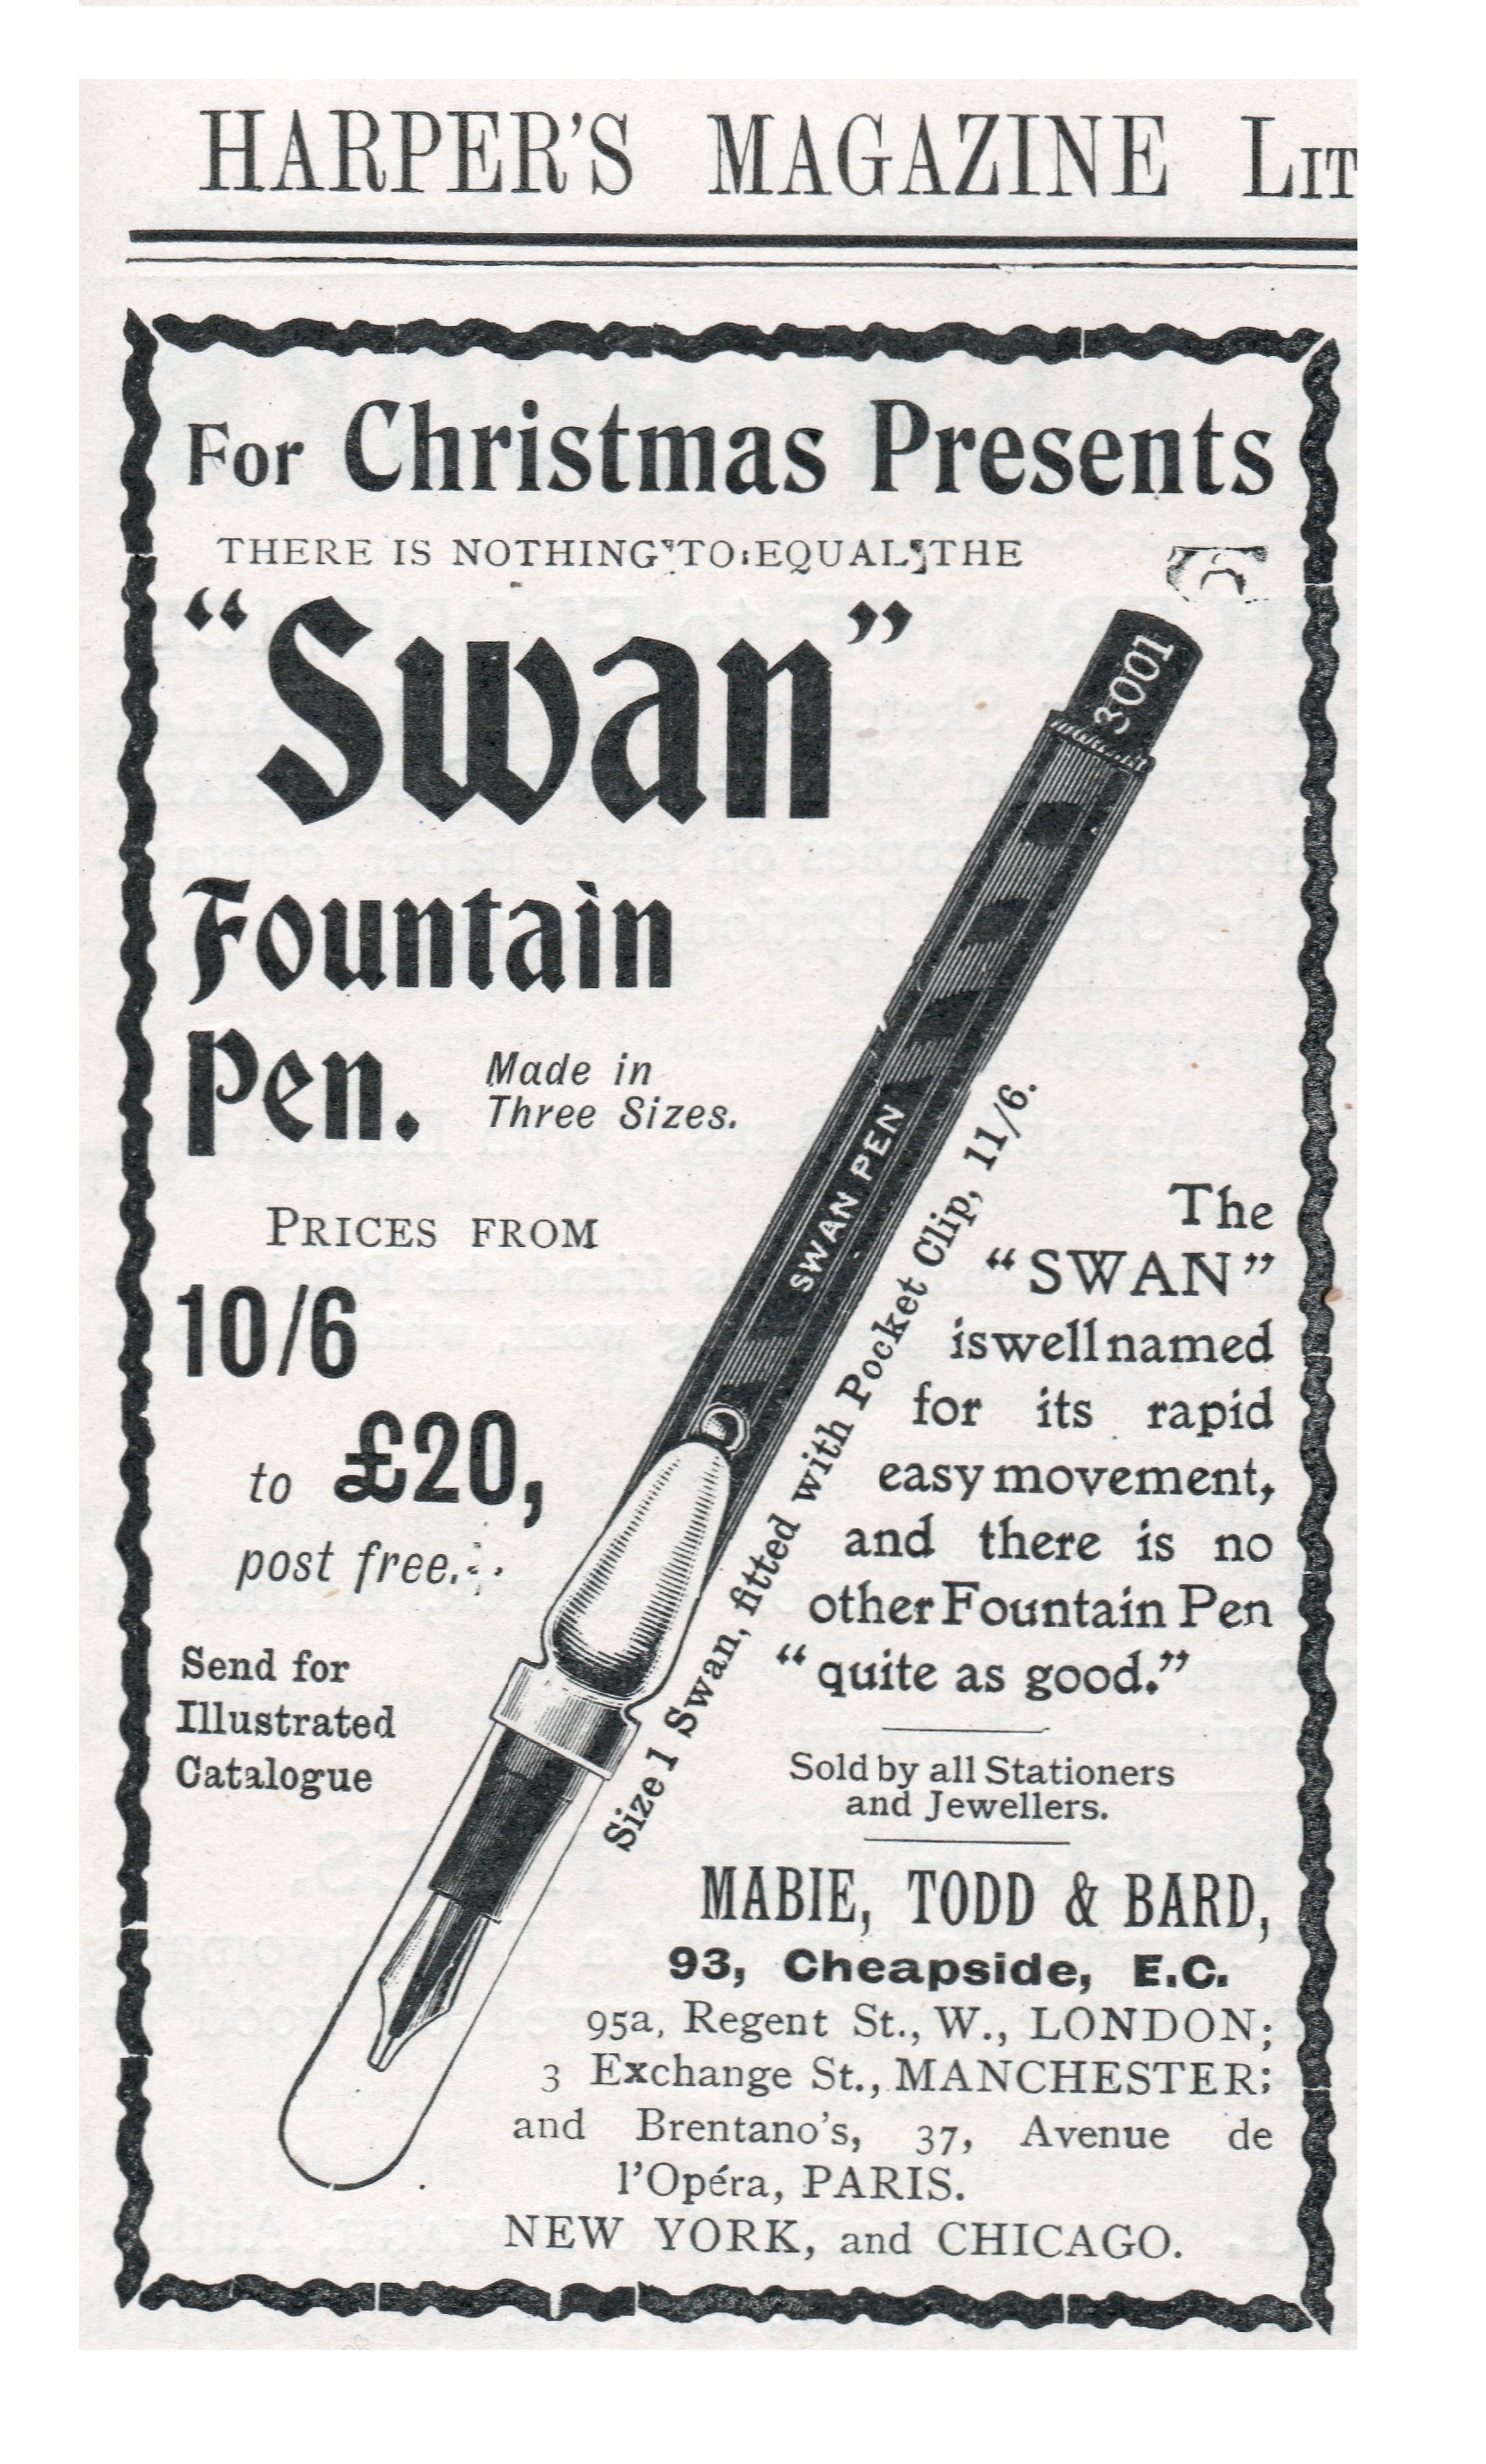 HARPER'S MAGAZINE LIT
For Christmas Presents
THERE IS NOTHING TO EQUAL THE
“Swan”
Fountain
Pen.
Made in
Three Sizes.
PRICES FROM
10/6
to £20,
post free.
Send for
Illustrated
Catalogue
3001
SWAN PEN
Size 1 Swan, fitted with Pocket Clip, 11/6.
The
“SWAN”
is well named
for its rapid
easy movement,
and there is no
other Fountain Pen
“quite as good.”
Sold by all Stationers
and Jewellers.
MABIE, TODD & BARD,
93, Cheapside, E.C.
95a, Regent St., W., LONDON;
3 Exchange St., MANCHESTER;
and Brentano's, 37, Avenue de
l'Opéra, PARIS.
NEW YORK, and CHICAGO.